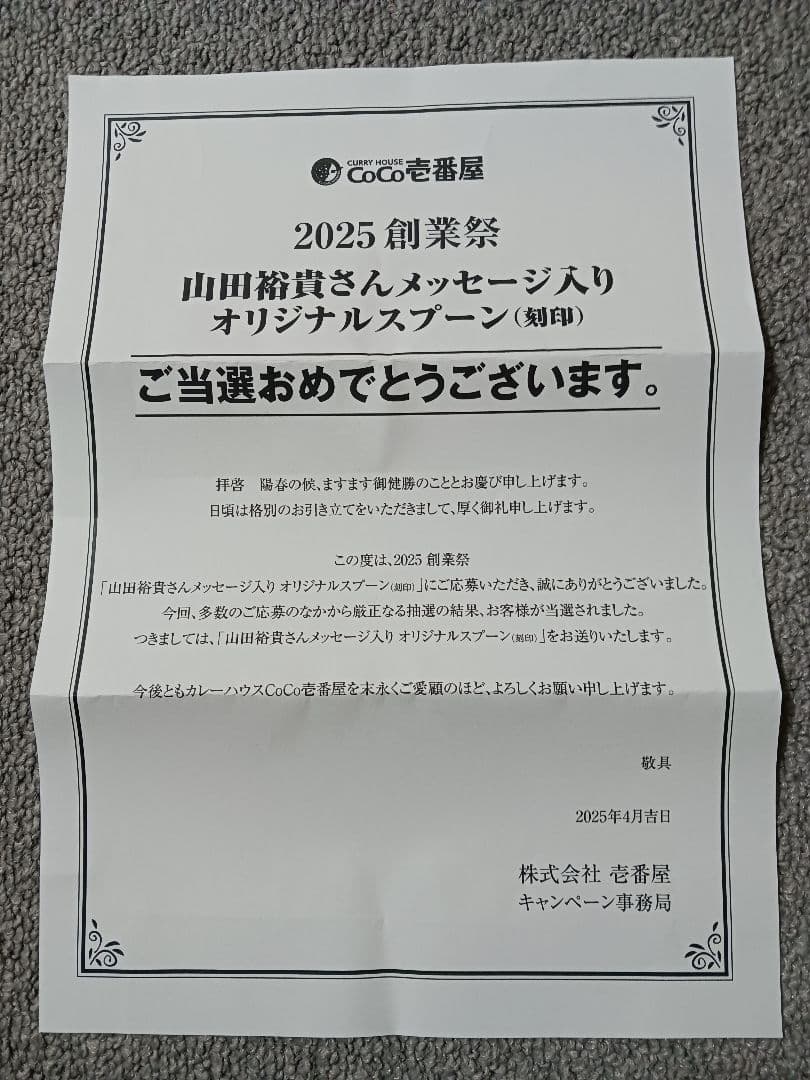 CURRY HOUSE
CoCo壱番屋
2025 創業祭
山田裕貴さんメッセージ入り
オリジナルスプーン(刻印)
ご当選おめでとうございます。
拝啓　陽春の候、ますます御健勝のこととお慶び申し上げます。
日頃は格別のお引き立てをいただきまして、厚く御礼申し上げます。
この度は、2025 創業祭
「山田裕貴さんメッセージ入り オリジナルスプーン(刻印)」にご応募いただき、誠にありがとうございました。
今回、多数のご応募のなかから厳正なる抽選の結果、お客様が当選されました。
つきましては、「山田裕貴さんメッセージ入り オリジナルスプーン(刻印)」をお送りいたします。
今後ともカレーハウスCoCo壱番屋を末永くご愛顧のほど、よろしくお願い申し上げます。
敬具
2025年4月吉日
株式会社 壱番屋
キャンペーン事務局